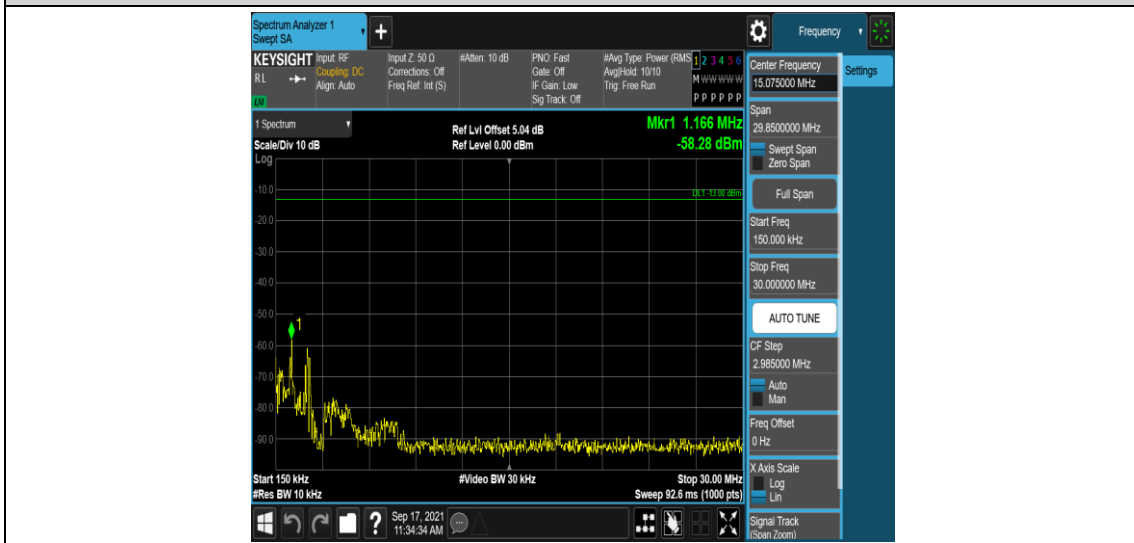 Spectrum Analyzer 1
Swept SA
+
Frequency
KEYSIGHT
RL
LXI
Input: RF
Coupling: DC
Align: Auto
Input Z: 50 Ω
Corrections: Off
Freq Ref: Int (S)
#Atten: 10 dB
PNO: Fast
Gate: Off
IF Gain: Low
Sig Track: Off
#Avg Type: Power (RMS
Avg|Hold: 10/10
Trig: Free Run
1 2 3 4 5 6
M W W W W W
P P P P P P
1 Spectrum
Scale/Div 10 dB
Ref Lvl Offset 5.04 dB
Ref Level 0.00 dBm
Mkr1 1.166 MHz
-58.28 dBm
Log
DL1 -13.00 dBm
-10.0
-20.0
-30.0
-40.0
-50.0
-60.0
-70.0
-80.0
-90.0
1
Start 150 kHz
#Res BW 10 kHz
#Video BW 30 kHz
Stop 30.00 MHz
Sweep 92.6 ms (1000 pts)
?
Sep 17, 2021
11:34:34 AM
Center Frequency
15.075000 MHz
Settings
Span
29.8500000 MHz
Swept Span
Zero Span
Full Span
Start Freq
150.000 kHz
Stop Freq
30.000000 MHz
AUTO TUNE
CF Step
2.985000 MHz
Auto
Man
Freq Offset
0 Hz
X Axis Scale
Log
Lin
Signal Track
(Span Zoom)